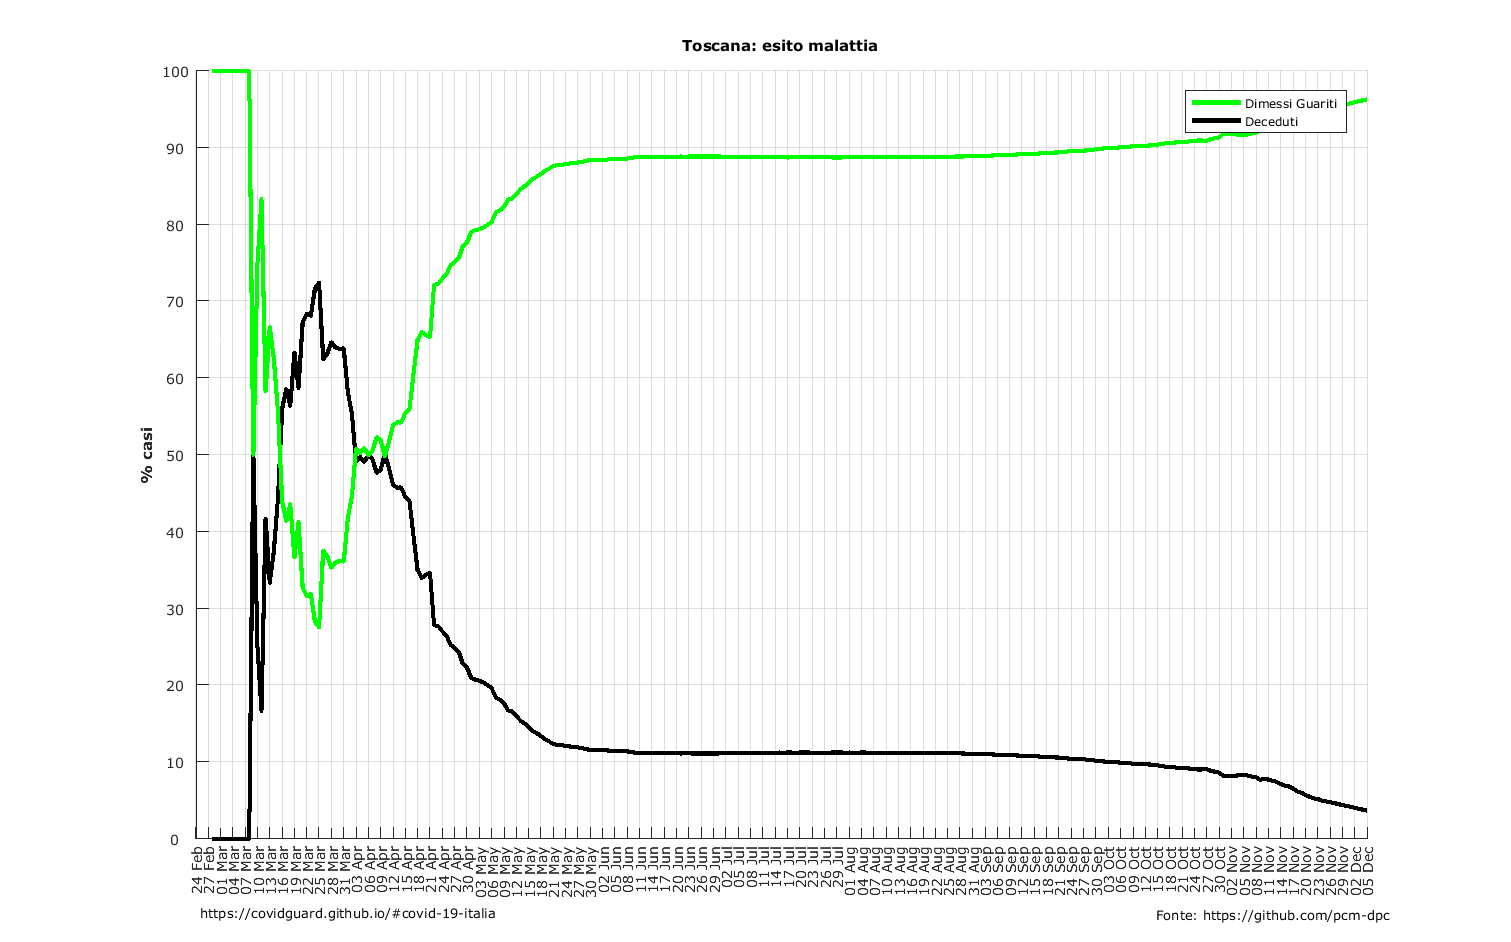 Toscana: esito malattia
Dimessi Guariti
Deceduti
% casi
100
90
80
70
60
50
40
30
20
10
0
24 Feb
27 Feb
01 Mar
04 Mar
07 Mar
10 Mar
13 Mar
16 Mar
19 Mar
22 Mar
25 Mar
28 Mar
31 Mar
03 Apr
06 Apr
09 Apr
12 Apr
15 Apr
18 Apr
21 Apr
24 Apr
27 Apr
30 Apr
03 May
06 May
09 May
12 May
15 May
18 May
21 May
24 May
27 May
30 May
02 Jun
05 Jun
08 Jun
11 Jun
14 Jun
17 Jun
20 Jun
23 Jun
26 Jun
29 Jun
02 Jul
05 Jul
08 Jul
11 Jul
14 Jul
17 Jul
20 Jul
23 Jul
26 Jul
29 Jul
01 Aug
04 Aug
07 Aug
10 Aug
13 Aug
16 Aug
19 Aug
22 Aug
25 Aug
28 Aug
31 Aug
03 Sep
06 Sep
09 Sep
12 Sep
15 Sep
18 Sep
21 Sep
24 Sep
27 Sep
30 Sep
03 Oct
06 Oct
09 Oct
12 Oct
15 Oct
18 Oct
21 Oct
24 Oct
27 Oct
30 Oct
02 Nov
05 Nov
08 Nov
11 Nov
14 Nov
17 Nov
20 Nov
23 Nov
26 Nov
29 Nov
02 Dec
05 Dec
https://covidguard.github.io/#covid-19-italia
Fonte: https://github.com/pcm-dpc